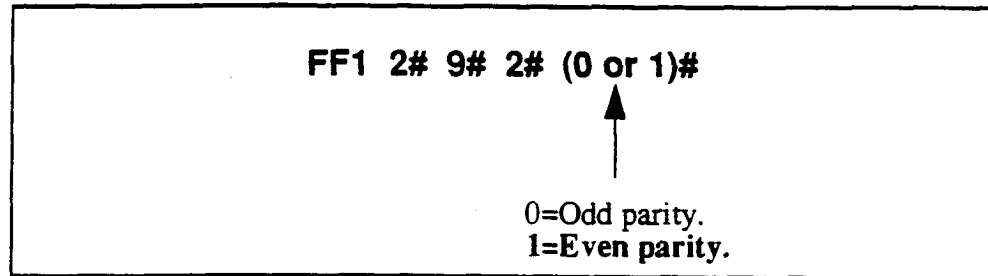 FF1 2# 9# 2# (0 or 1)#
0=Odd parity.
1=Even parity.